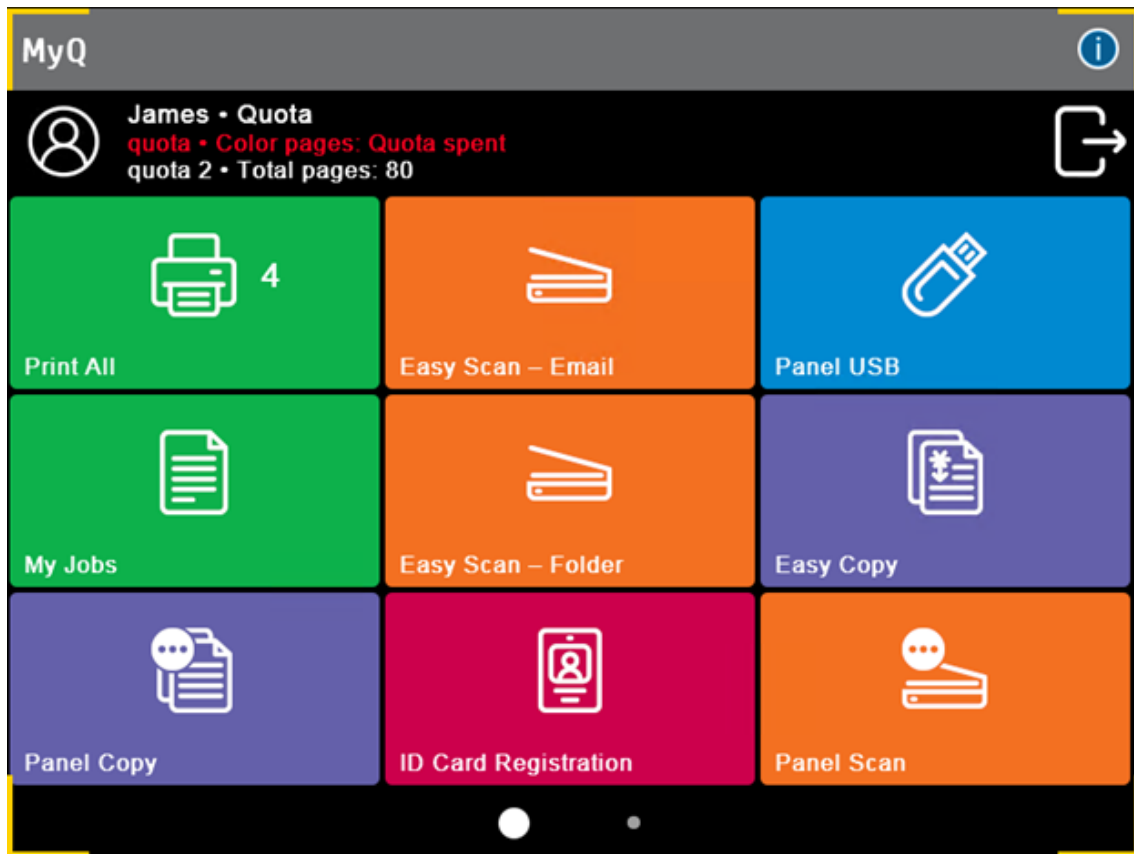 MyQ
James • Quota
quota • Color pages: Quota spent
quota 2 • Total pages: 80
4
Print All
Easy Scan – Email
Panel USB
My Jobs
Easy Scan – Folder
Easy Copy
Panel Copy
ID Card Registration
Panel Scan